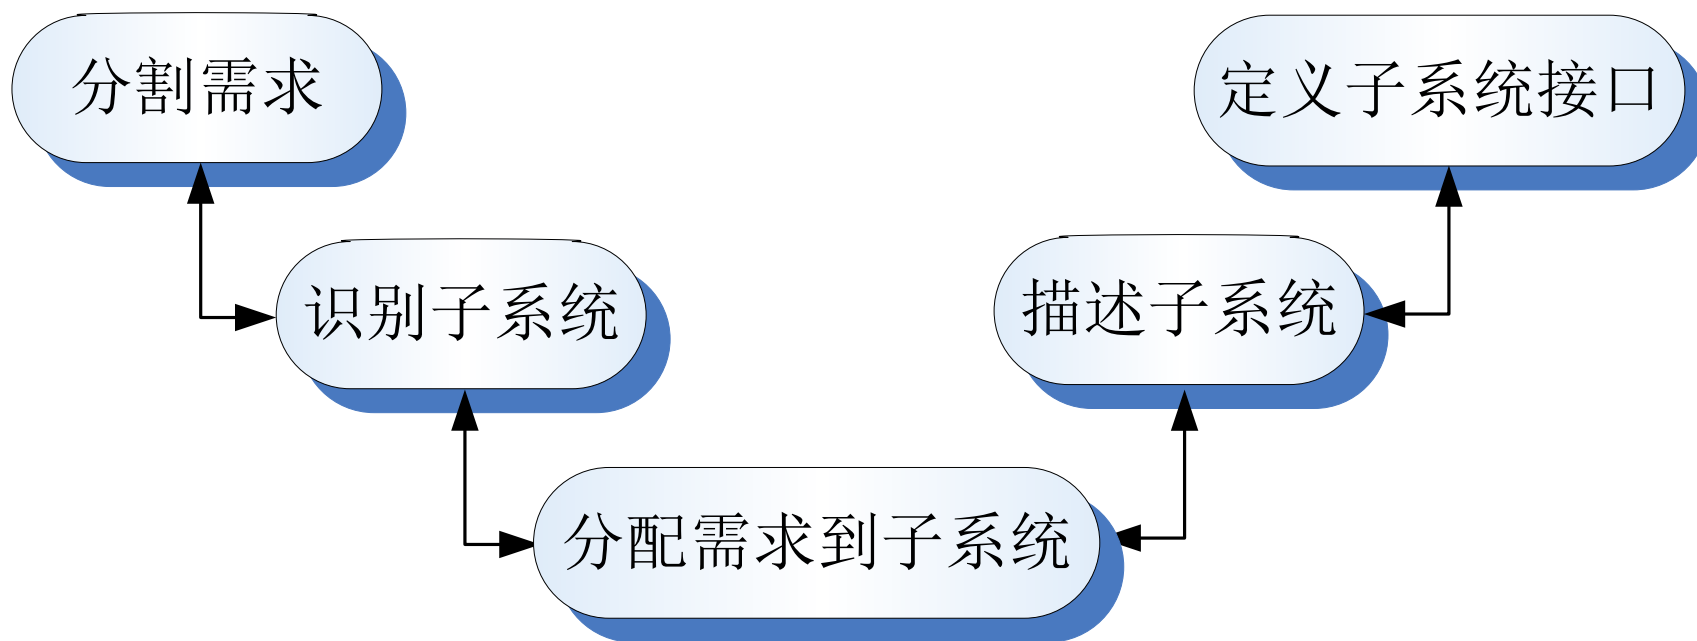 分割需求
定义子系统接口
识别子系统
描述子系统
分配需求到子系统